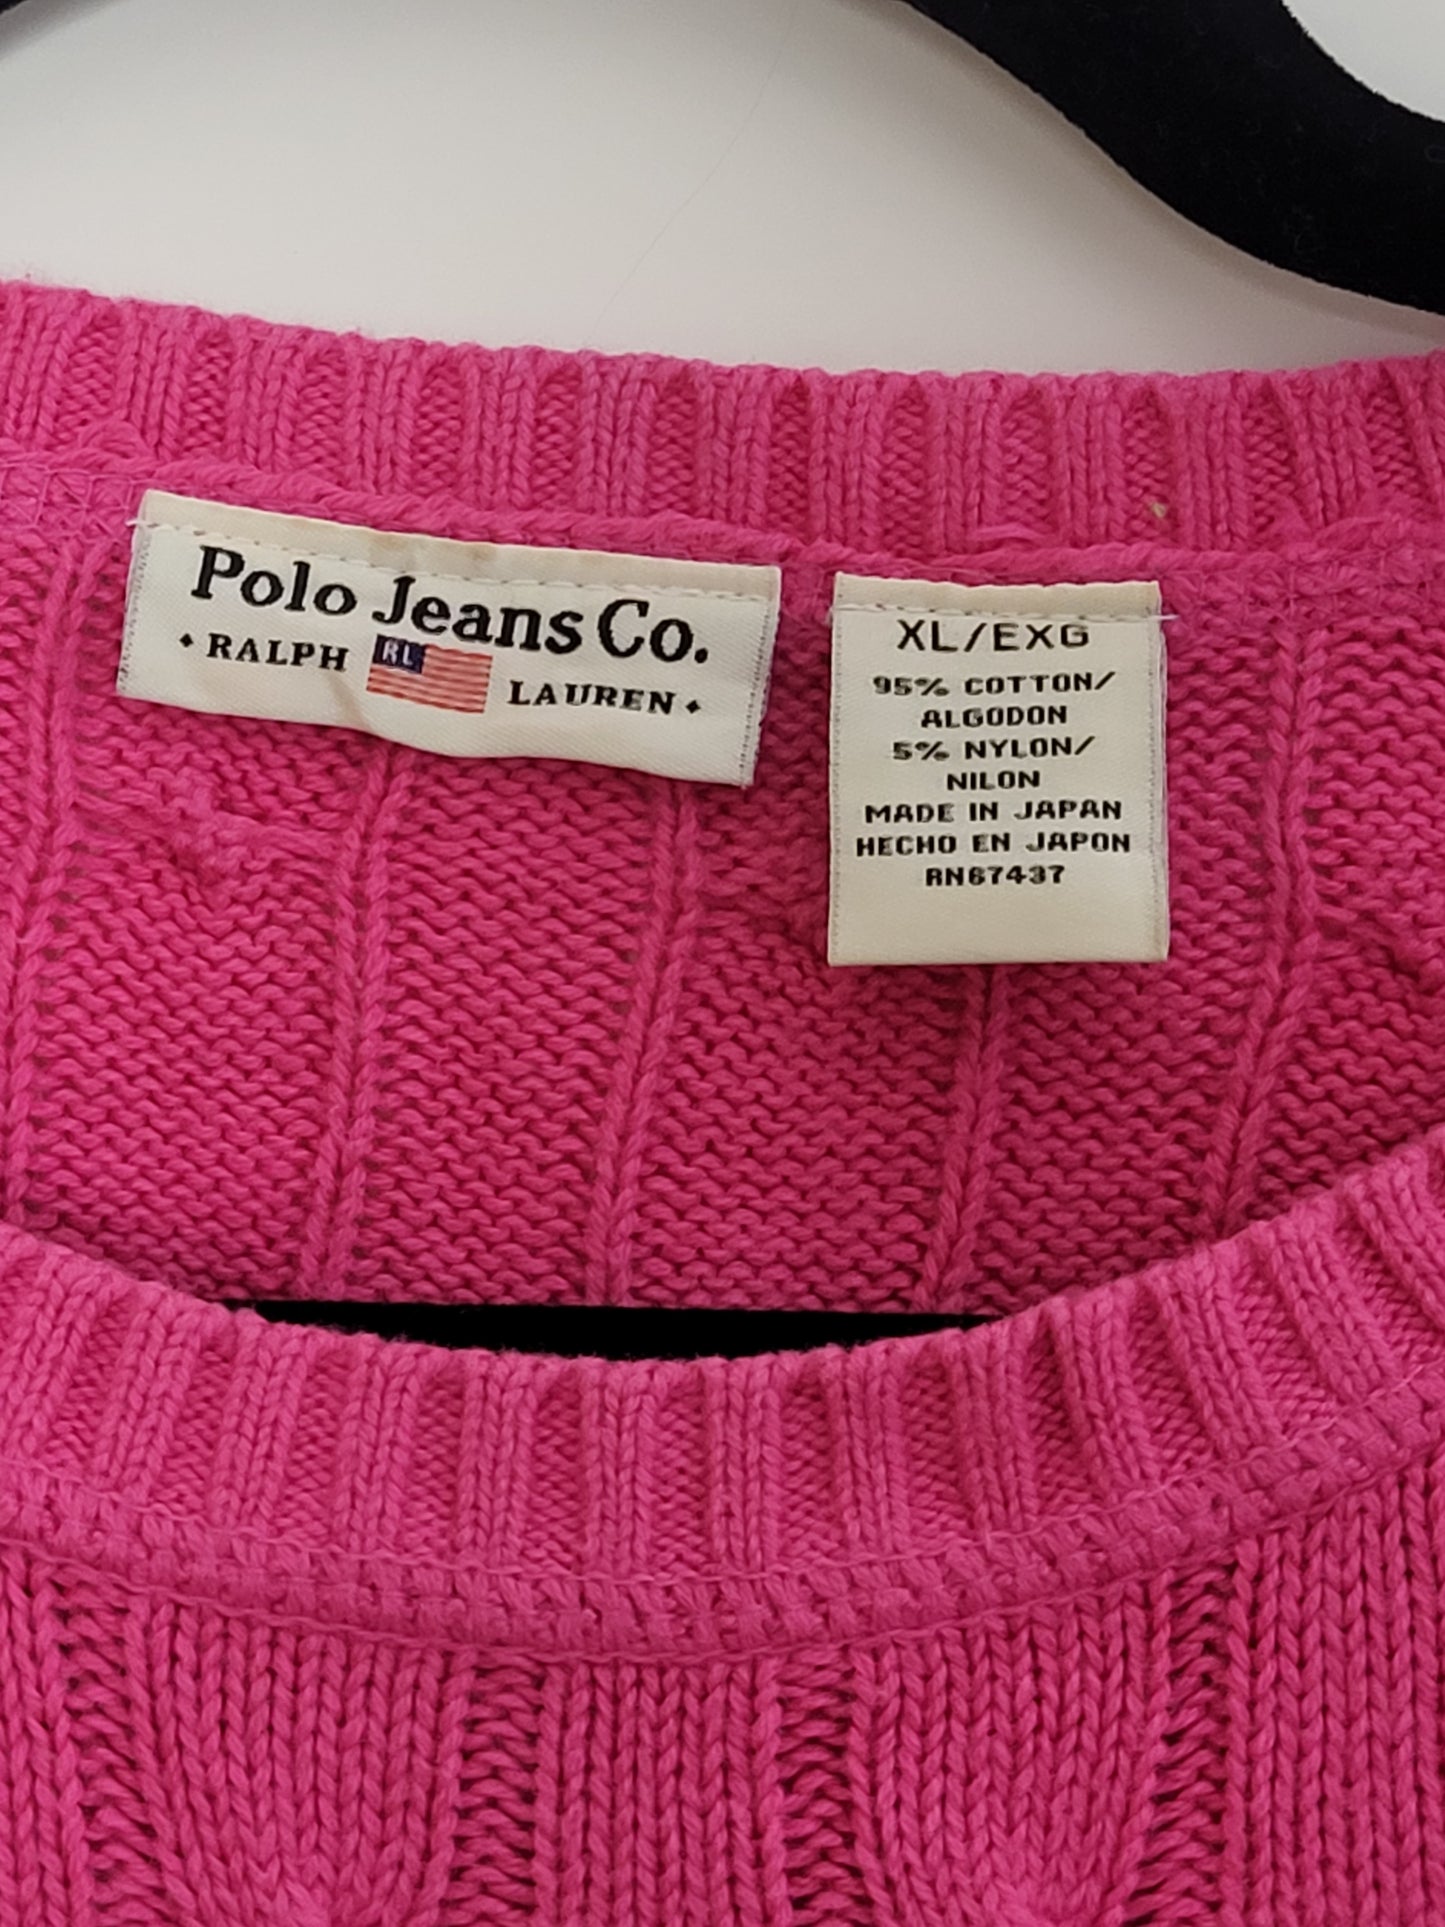 Polo Jeans Co.
RALPH RL LAUREN
XL/EXG
95% COTTON/
ALGODON
5% NYLON/
NILON
MADE IN JAPAN
HECHO EN JAPON
RN67437